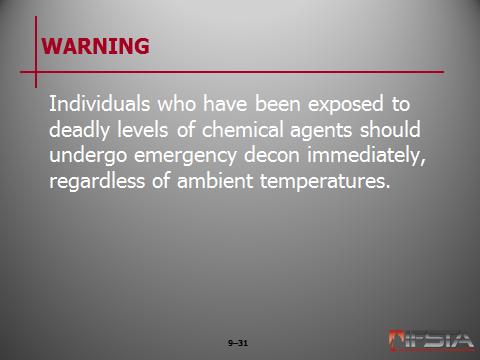 WARNING
Individuals who have been exposed to
deadly levels of chemical agents should
undergo emergency decon immediately,
regardless of ambient temperatures.
9–31
IFSTA